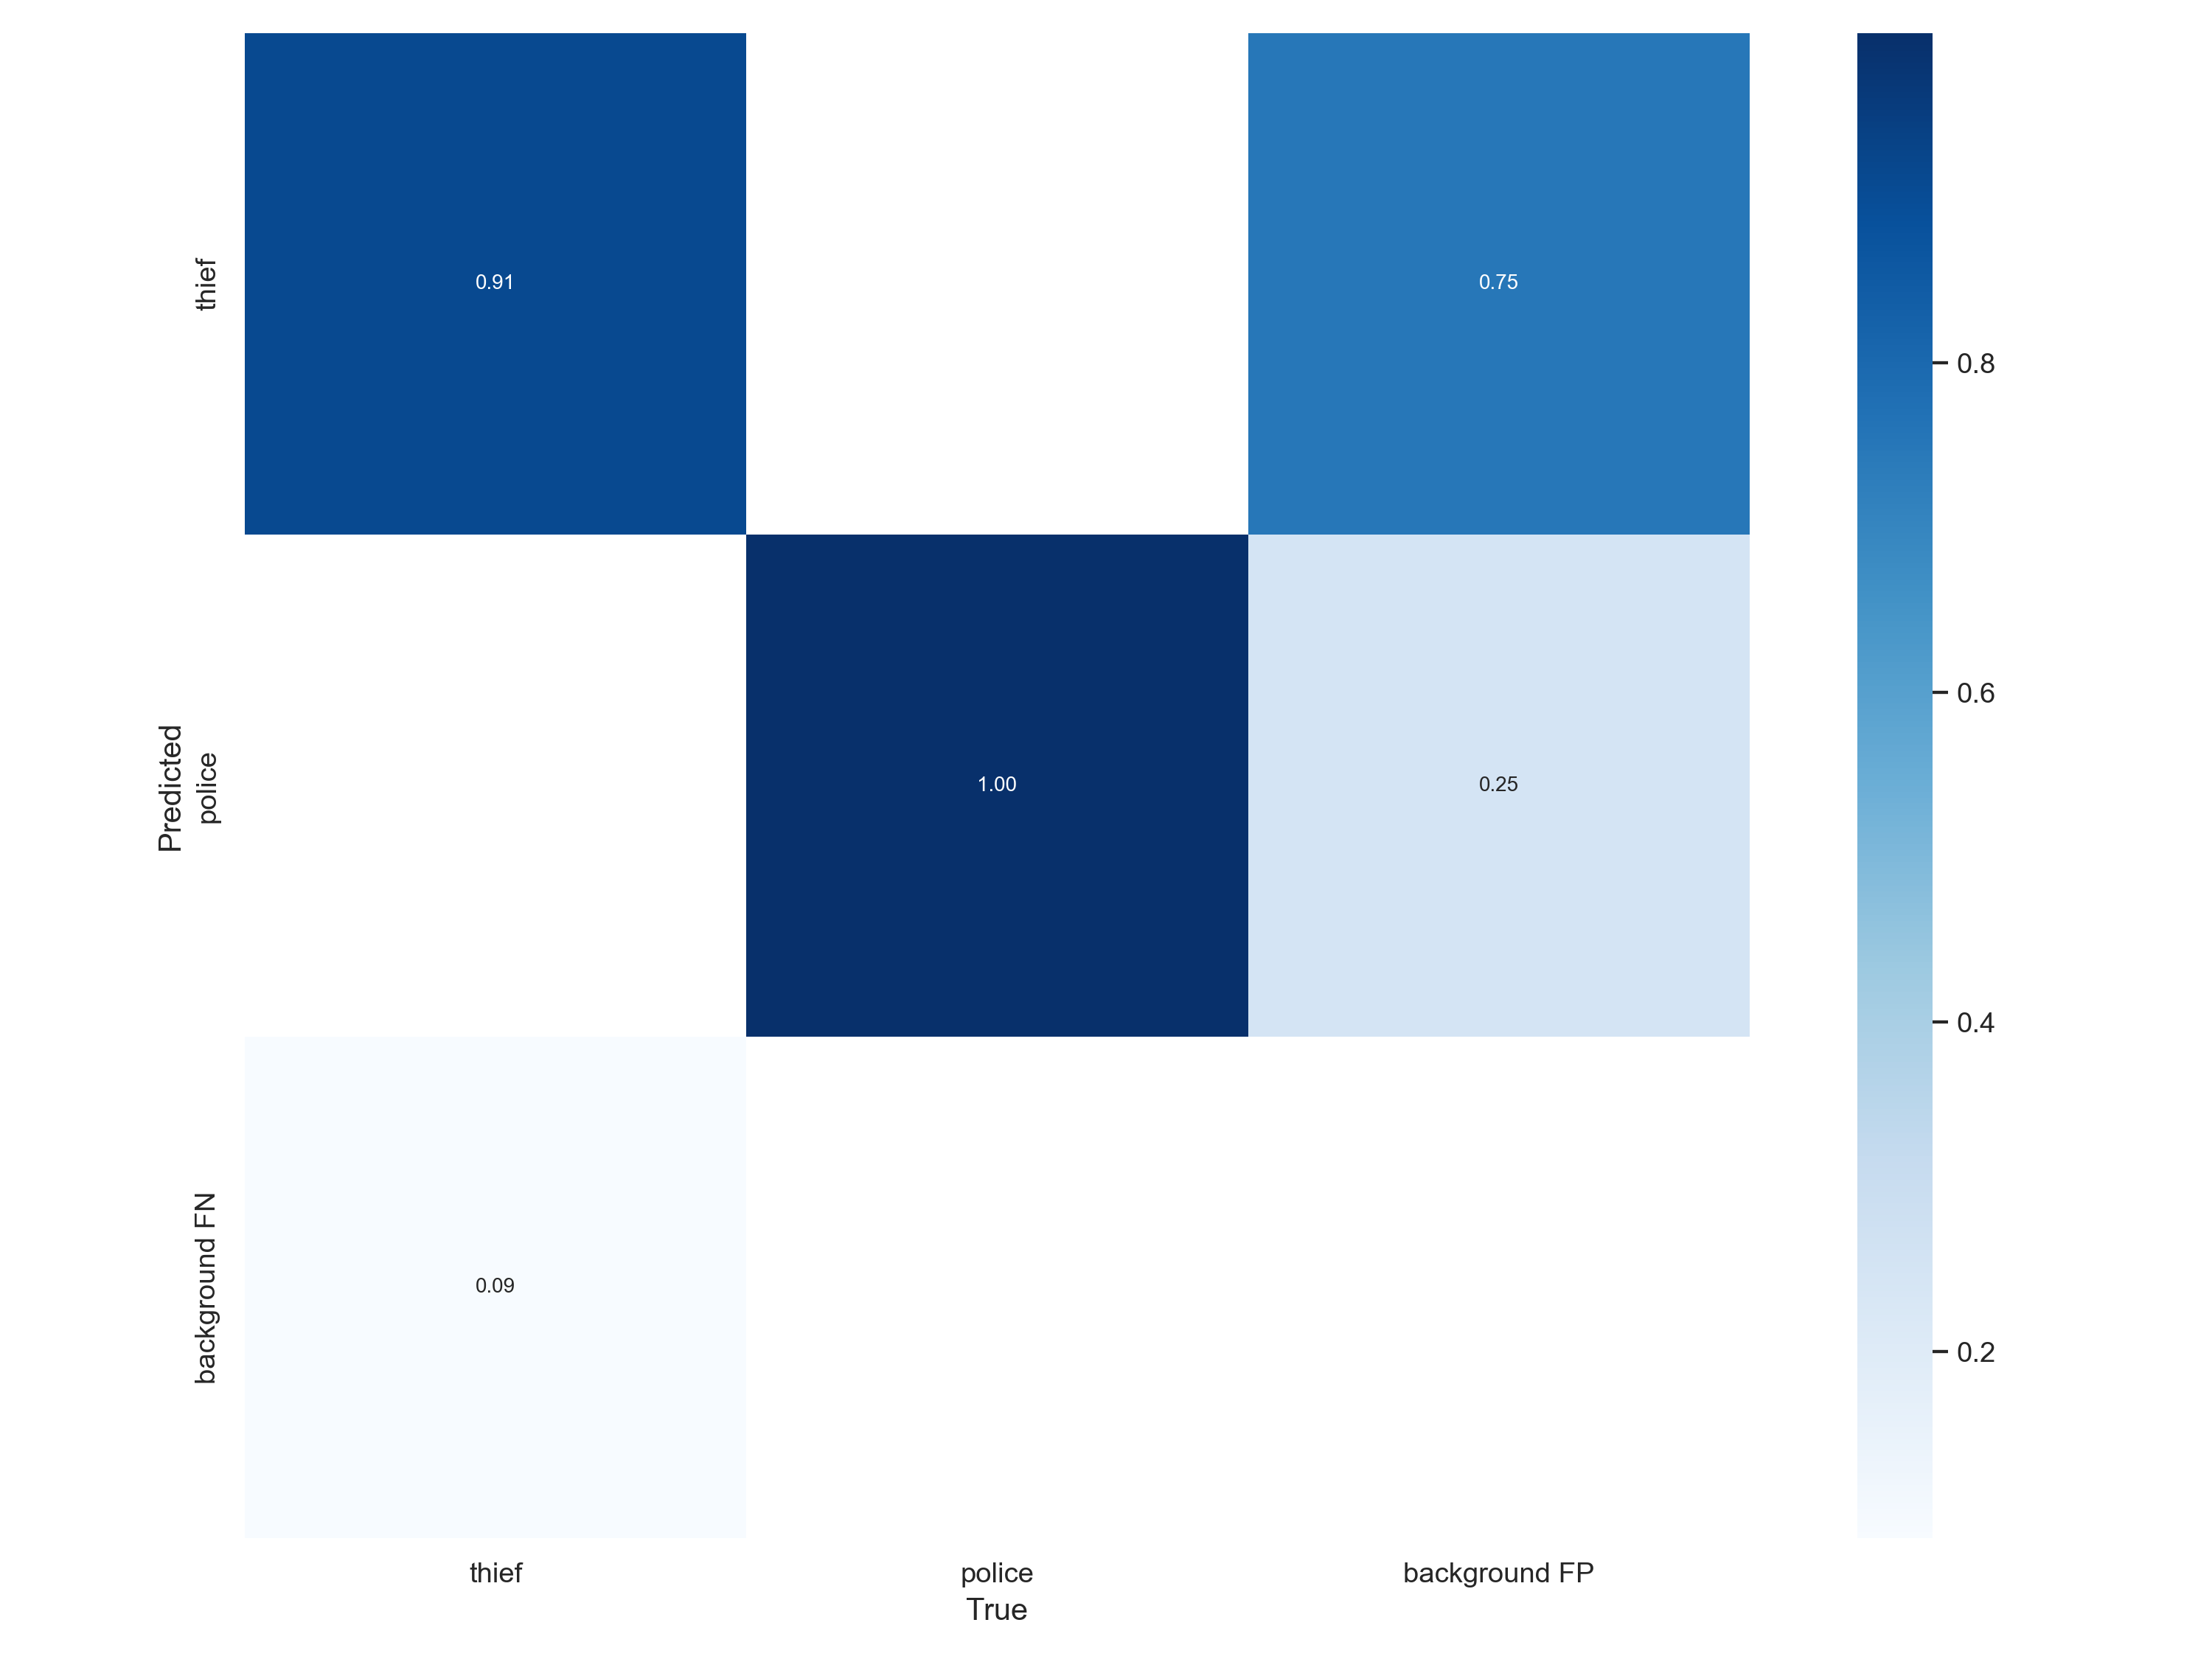 thief
0.91
0.75
0.8
0.6
Predicted
police
1.00
0.25
0.4
background FN
0.09
0.2
thief
police
background FP
True